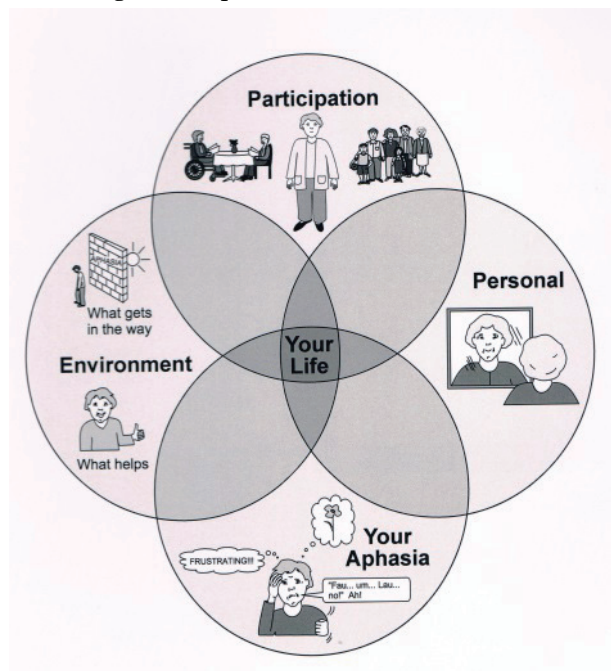 Participation
APHASIA
What gets
in the way
Environment
What helps
Personal
Your
Life
Your
Aphasia
FRUSTRATING!!!
"Fau... um... Lau...
no!" Ah!